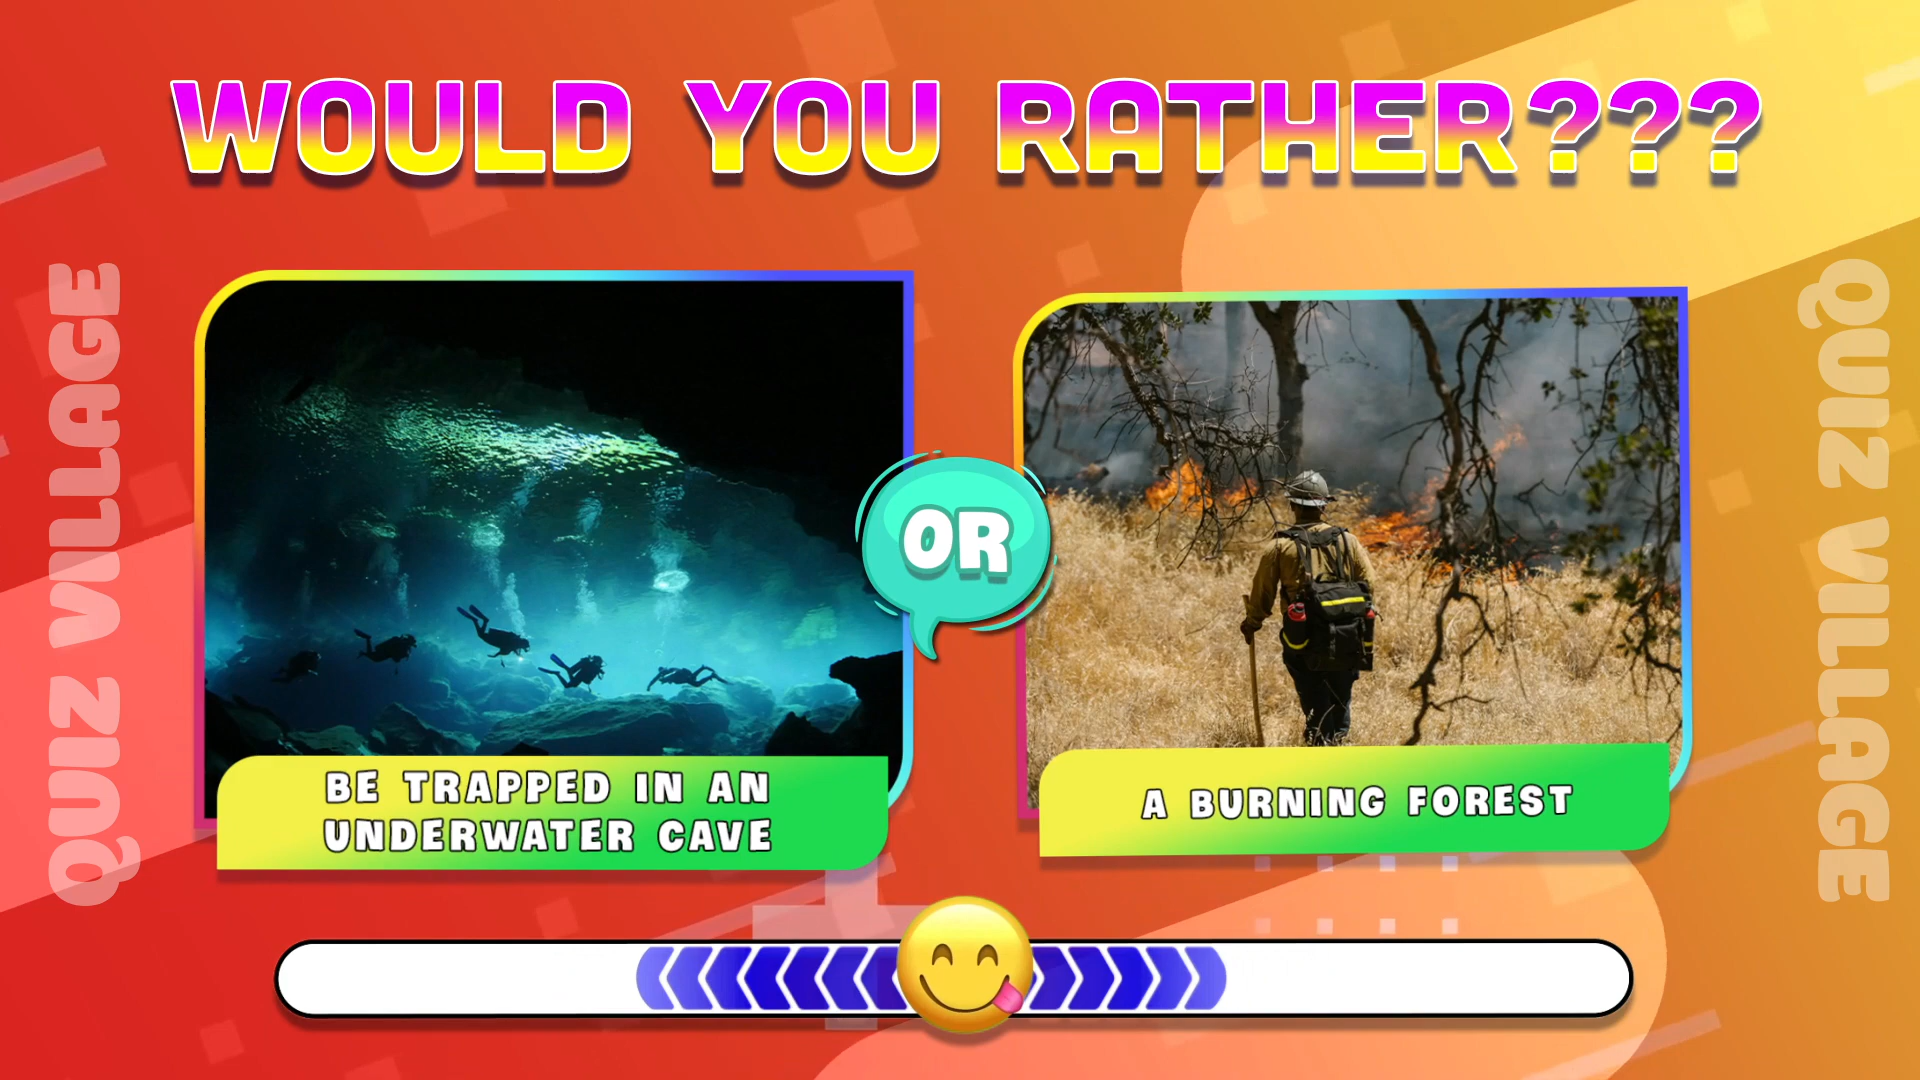 WOULD YOU RATHER???
QUIZ VILLAGE
OR
BE TRAPPED IN AN
UNDERWATER CAVE
A BURNING FOREST
QUIZ VILLAGE